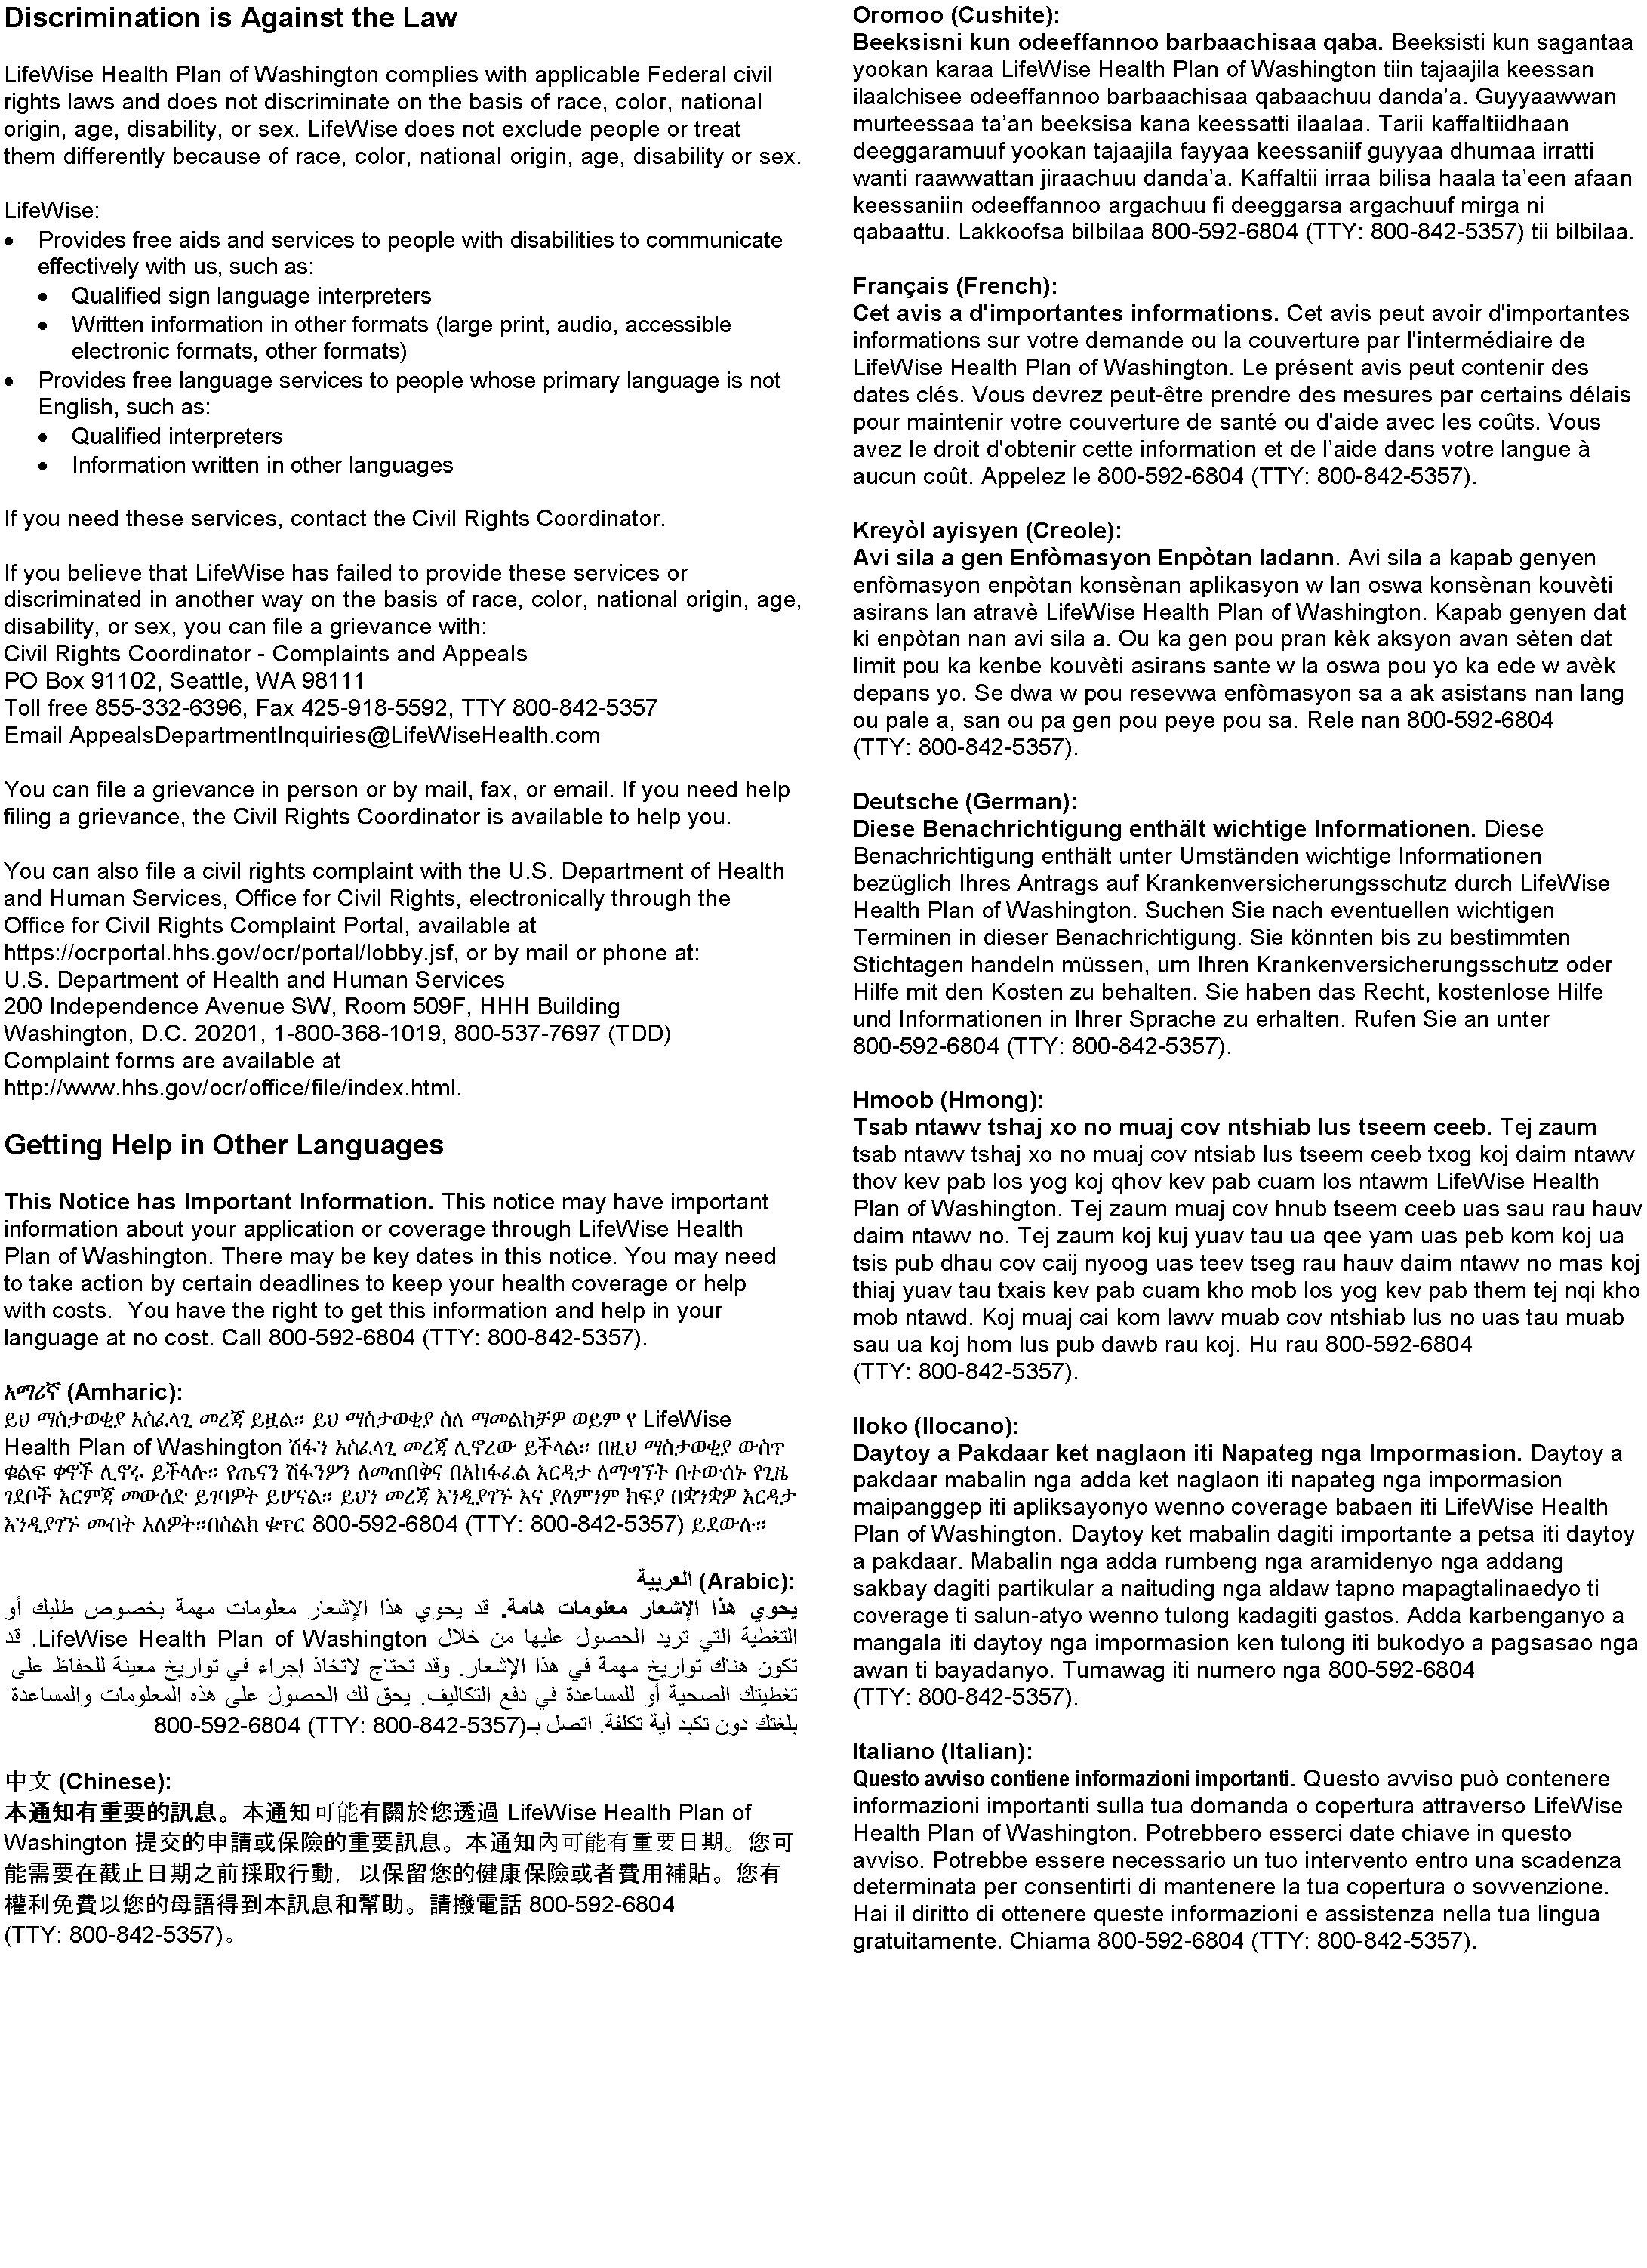 Discrimination is Against the Law
LifeWise Health Plan of Washington complies with applicable Federal civil
rights laws and does not discriminate on the basis of race, color, national
origin, age, disability, or sex. LifeWise does not exclude people or treat
them differently because of race, color, national origin, age, disability or sex.
LifeWise:
• Provides free aids and services to people with disabilities to communicate
effectively with us, such as:
• Qualified sign language interpreters
• Written information in other formats (large print, audio, accessible
electronic formats, other formats)
• Provides free language services to people whose primary language is not
English, such as:
• Qualified interpreters
• Information written in other languages
If you need these services, contact the Civil Rights Coordinator.
If you believe that LifeWise has failed to provide these services or
discriminated in another way on the basis of race, color, national origin, age,
disability, or sex, you can file a grievance with:
Civil Rights Coordinator - Complaints and Appeals
PO Box 91102, Seattle, WA 98111
Toll free 855-332-6396, Fax 425-918-5592, TTY 800-842-5357
Email AppealsDepartmentInquiries@LifeWiseHealth.com
You can file a grievance in person or by mail, fax, or email. If you need help
filing a grievance, the Civil Rights Coordinator is available to help you.
You can also file a civil rights complaint with the U.S. Department of Health
and Human Services, Office for Civil Rights, electronically through the
Office for Civil Rights Complaint Portal, available at
https://ocrportal.hhs.gov/ocr/portal/lobby.jsf, or by mail or phone at:
U.S. Department of Health and Human Services
200 Independence Avenue SW, Room 509F, HHH Building
Washington, D.C. 20201, 1-800-368-1019, 800-537-7697 (TDD)
Complaint forms are available at
http://www.hhs.gov/ocr/office/file/index.html.
Getting Help in Other Languages
This Notice has Important Information. This notice may have important
information about your application or coverage through LifeWise Health
Plan of Washington. There may be key dates in this notice. You may need
to take action by certain deadlines to keep your health coverage or help
with costs.  You have the right to get this information and help in your
language at no cost. Call 800-592-6804 (TTY: 800-842-5357).
አማሪኛ (Amharic):
ይህ ማስታወቂያ አስፈላጊ መረጃ ይዟል። ይህ ማስታወቂያ ስለ ማመልከቻዎ ወይም የ LifeWise
Health Plan of Washington ሽፋን አስፈላጊ መረጃ ሊኖረው ይችላል። በዚህ ማስታወቂያ ውስጥ
ቁልፍ ቀኖች ሊኖሩ ይችላሉ። የጤናን ሽፋንዎን ለመጠበቅና በአከፋፈል እርዳታ ለማግኘት በተውሰኑ የጊዜ
ገደቦች እርምጃ መውሰድ ይገባዎት ይሆናል። ይህን መረጃ እንዲያገኙ እና ያለምንም ክፍያ በቋንቋዎ እርዳታ
እንዲያገኙ መብት አለዎት።በስልክ ቁጥር 800-592-6804 (TTY: 800-842-5357) ይደውሉ።
العربية (Arabic):
يحوي هذا الإشعار معلومات هامة. قد يحوي هذا الإشعار معلومات مهمة بخصوص طلبك أو
التغطية التي تريد الحصول عليها من خلال LifeWise Health Plan of Washington. قد
تكون هناك تواريخ مهمة في هذا الإشعار. وقد تحتاج لاتخاذ إجراء في تواريخ معينة للحفاظ على
تغطيتك الصحية أو للمساعدة في دفع التكاليف. يحق لك الحصول على هذه المعلومات والمساعدة
بلغتك دون تكبد أية تكلفة. اتصل بـ800-592-6804 (TTY: 800-842-5357)
中文 (Chinese):
本通知有重要的訊息。本通知可能有關於您透過 LifeWise Health Plan of
Washington 提交的申請或保險的重要訊息。本通知內可能有重要日期。您可
能需要在截止日期之前採取行動，以保留您的健康保險或者費用補貼。您有
權利免費以您的母語得到本訊息和幫助。請撥電話 800-592-6804
(TTY: 800-842-5357)。
Oromoo (Cushite):
Beeksisni kun odeeffannoo barbaachisaa qaba. Beeksisti kun sagantaa
yookan karaa LifeWise Health Plan of Washington tiin tajaajila keessan
ilaalchisee odeeffannoo barbaachisaa qabaachuu danda’a. Guyyaawwan
murteessaa ta’an beeksisa kana keessatti ilaalaa. Tarii kaffaltiidhaan
deeggaramuuf yookan tajaajila fayyaa keessaniif guyyaa dhumaa irratti
wanti raawwattan jiraachuu danda’a. Kaffaltii irraa bilisa haala ta’een afaan
keessaniin odeeffannoo argachuu fi deeggarsa argachuuf mirga ni
qabaattu. Lakkoofsa bilbilaa 800-592-6804 (TTY: 800-842-5357) tii bilbilaa.
Français (French):
Cet avis a d'importantes informations. Cet avis peut avoir d'importantes
informations sur votre demande ou la couverture par l'intermédiaire de
LifeWise Health Plan of Washington. Le présent avis peut contenir des
dates clés. Vous devrez peut-être prendre des mesures par certains délais
pour maintenir votre couverture de santé ou d'aide avec les coûts. Vous
avez le droit d'obtenir cette information et de l’aide dans votre langue à
aucun coût. Appelez le 800-592-6804 (TTY: 800-842-5357).
Kreyòl ayisyen (Creole):
Avi sila a gen Enfòmasyon Enpòtan ladann. Avi sila a kapab genyen
enfòmasyon enpòtan konsènan aplikasyon w lan oswa konsènan kouvèti
asirans lan atravè LifeWise Health Plan of Washington. Kapab genyen dat
ki enpòtan nan avi sila a. Ou ka gen pou pran kèk aksyon avan sèten dat
limit pou ka kenbe kouvèti asirans sante w la oswa pou yo ka ede w avèk
depans yo. Se dwa w pou resevwa enfòmasyon sa a ak asistans nan lang
ou pale a, san ou pa gen pou peye pou sa. Rele nan 800-592-6804
(TTY: 800-842-5357).
Deutsche (German):
Diese Benachrichtigung enthält wichtige Informationen. Diese
Benachrichtigung enthält unter Umständen wichtige Informationen
bezüglich Ihres Antrags auf Krankenversicherungsschutz durch LifeWise
Health Plan of Washington. Suchen Sie nach eventuellen wichtigen
Terminen in dieser Benachrichtigung. Sie könnten bis zu bestimmten
Stichtagen handeln müssen, um Ihren Krankenversicherungsschutz oder
Hilfe mit den Kosten zu behalten. Sie haben das Recht, kostenlose Hilfe
und Informationen in Ihrer Sprache zu erhalten. Rufen Sie an unter
800-592-6804 (TTY: 800-842-5357).
Hmoob (Hmong):
Tsab ntawv tshaj xo no muaj cov ntshiab lus tseem ceeb. Tej zaum
tsab ntawv tshaj xo no muaj cov ntsiab lus tseem ceeb txog koj daim ntawv
thov kev pab los yog koj qhov kev pab cuam los ntawm LifeWise Health
Plan of Washington. Tej zaum muaj cov hnub tseem ceeb uas sau rau hauv
daim ntawv no. Tej zaum koj kuj yuav tau ua qee yam uas peb kom koj ua
tsis pub dhau cov caij nyoog uas teev tseg rau hauv daim ntawv no mas koj
thiaj yuav tau txais kev pab cuam kho mob los yog kev pab them tej nqi kho
mob ntawd. Koj muaj cai kom lawv muab cov ntshiab lus no uas tau muab
sau ua koj hom lus pub dawb rau koj. Hu rau 800-592-6804
(TTY: 800-842-5357).
Iloko (Ilocano):
Daytoy a Pakdaar ket naglaon iti Napateg nga Impormasion. Daytoy a
pakdaar mabalin nga adda ket naglaon iti napateg nga impormasion
maipanggep iti apliksayonyo wenno coverage babaen iti LifeWise Health
Plan of Washington. Daytoy ket mabalin dagiti importante a petsa iti daytoy
a pakdaar. Mabalin nga adda rumbeng nga aramidenyo nga addang
sakbay dagiti partikular a naituding nga aldaw tapno mapagtalinaedyo ti
coverage ti salun-atyo wenno tulong kadagiti gastos. Adda karbenganyo a
mangala iti daytoy nga impormasion ken tulong iti bukodyo a pagsasao nga
awan ti bayadanyo. Tumawag iti numero nga 800-592-6804
(TTY: 800-842-5357).
Italiano (Italian):
Questo avviso contiene informazioni importanti. Questo avviso può contenere
informazioni importanti sulla tua domanda o copertura attraverso LifeWise
Health Plan of Washington. Potrebbero esserci date chiave in questo
avviso. Potrebbe essere necessario un tuo intervento entro una scadenza
determinata per consentirti di mantenere la tua copertura o sovvenzione.
Hai il diritto di ottenere queste informazioni e assistenza nella tua lingua
gratuitamente. Chiama 800-592-6804 (TTY: 800-842-5357).